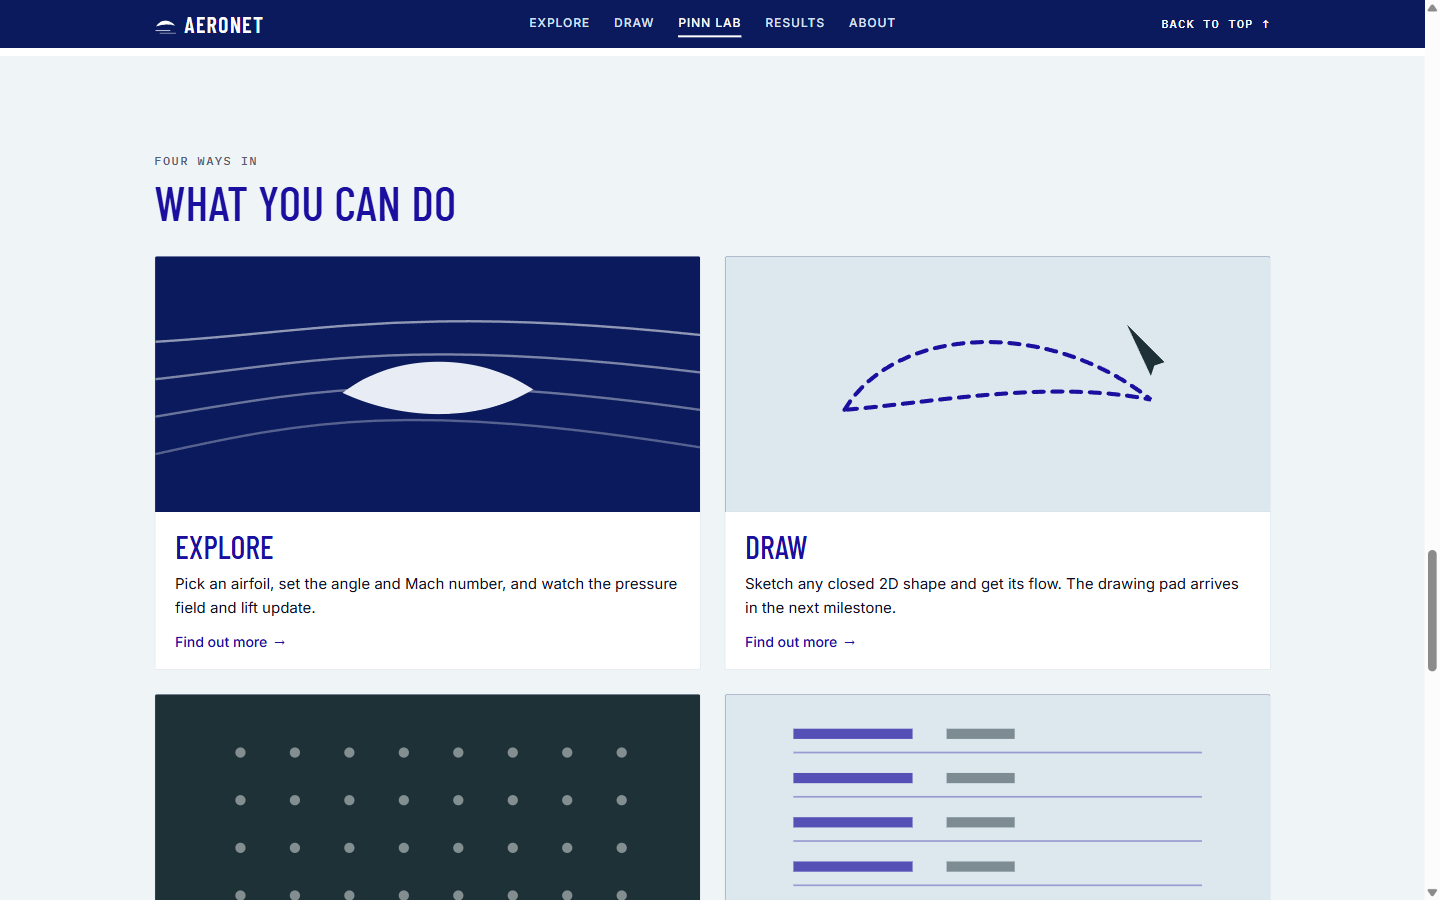 AERONET
EXPLORE DRAW PINN LAB RESULTS ABOUT
BACK TO TOP ↑
FOUR WAYS IN
WHAT YOU CAN DO
EXPLORE
Pick an airfoil, set the angle and Mach number, and watch the pressure
field and lift update.
Find out more →
DRAW
Sketch any closed 2D shape and get its flow. The drawing pad arrives
in the next milestone.
Find out more →